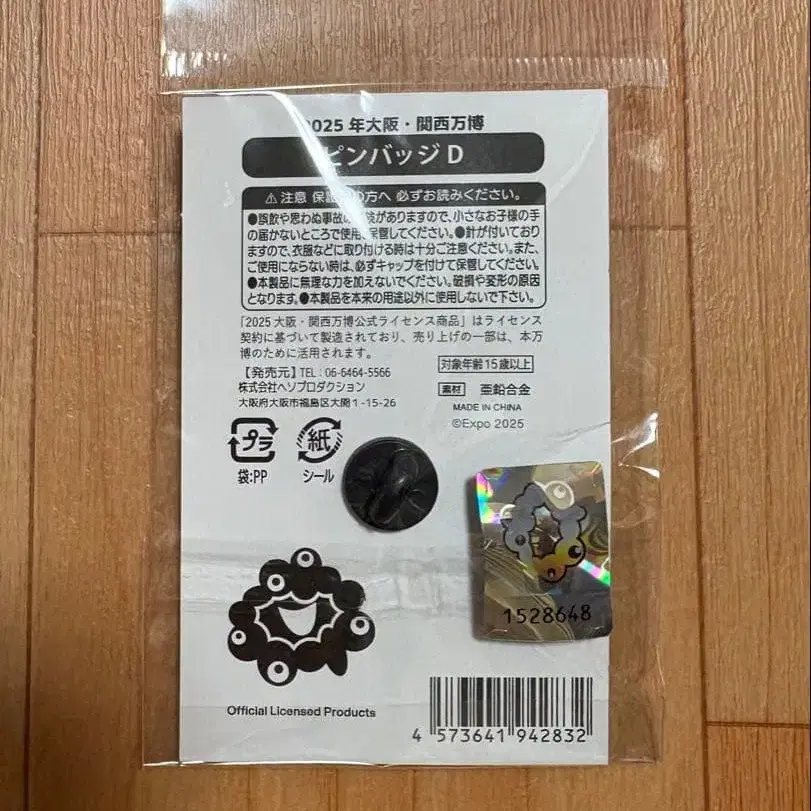 2025年大阪・関西万博
ピンバッジD
⚠注意 保護者の方へ 必ずお読みください。
●誤飲や思わぬ事故の危険がありますので、小さなお子様の手
の届かないところで使用、保管してください。●針が付いており
ますので、衣服などに取り付ける時は十分ご注意ください。また、
ご使用にならない時は、必ずキャップを付けて保管してください。
●本製品に無理な力を加えないでください。破損や変形の原因
となります。●本製品を本来の用途以外に使用しないで下さい。
「2025大阪・関西万博公式ライセンス商品」はライセンス
契約に基づいて製造されており、売り上げの一部は、本万
博のために活用されます。
対象年齢15歳以上
【発売元】TEL:06-6464-5566
株式会社ヘソプロダクション
大阪府大阪市福島区大開1-15-26
素材 亜鉛合金
MADE IN CHINA
©Expo 2025
プラ
袋:PP
紙
シール
1528648
Official Licensed Products
4 573641 942832